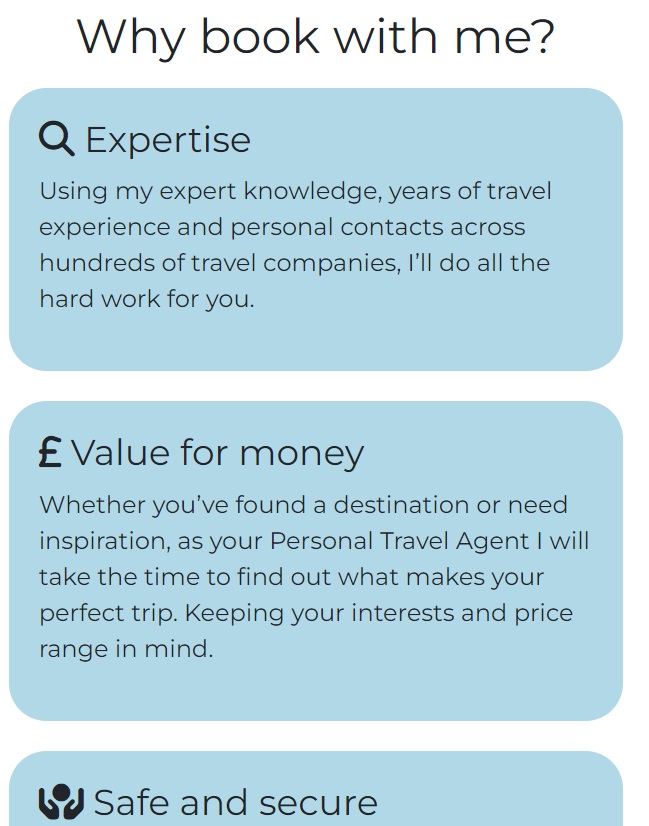 Why book with me?
Expertise
Using my expert knowledge, years of travel
experience and personal contacts across
hundreds of travel companies, I’ll do all the
hard work for you.
£ Value for money
Whether you’ve found a destination or need
inspiration, as your Personal Travel Agent I will
take the time to find out what makes your
perfect trip. Keeping your interests and price
range in mind.
Safe and secure